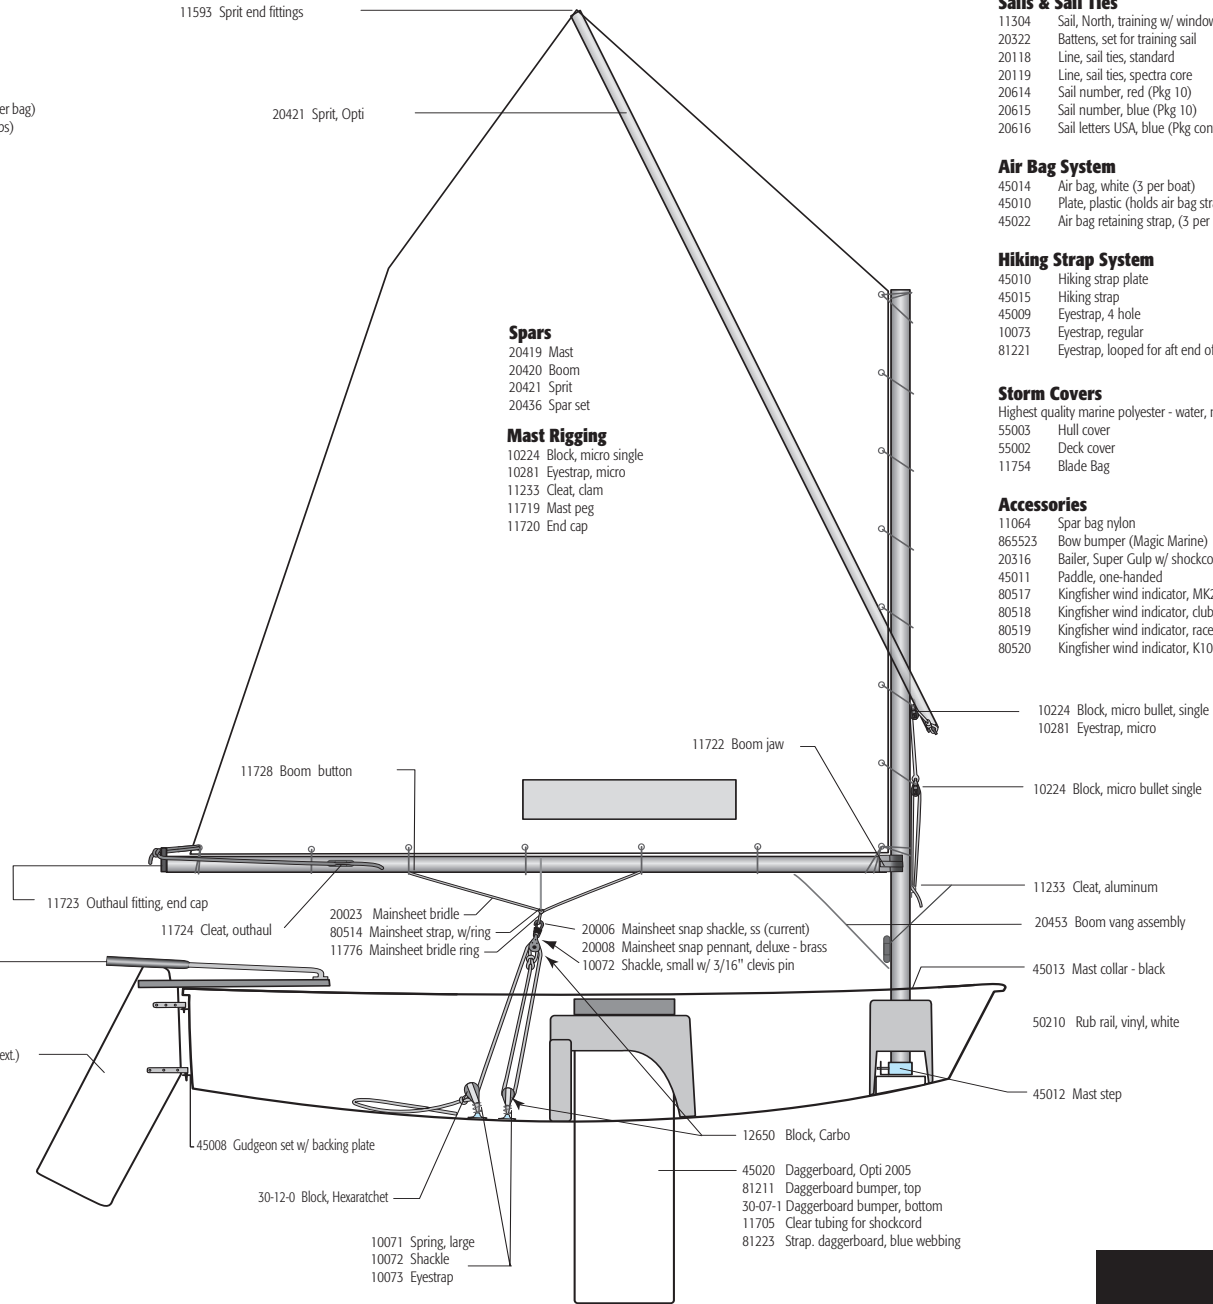 11593 Sprit end fittings
20421 Sprit, Opti
er bag)
os)
Sails & Sail Ties
11304 Sail, North, training w/ window
20322 Battens, set for training sail
20118 Line, sail ties, standard
20119 Line, sail ties, spectra core
20614 Sail number, red (Pkg 10)
20615 Sail number, blue (Pkg 10)
20616 Sail letters USA, blue (Pkg con
Air Bag System
45014 Air bag, white (3 per boat)
45010 Plate, plastic (holds air bag stra
45022 Air bag retaining strap, (3 per
Hiking Strap System
45010 Hiking strap plate
45015 Hiking strap
45009 Eyestrap, 4 hole
10073 Eyestrap, regular
81221 Eyestrap, looped for aft end of
Spars
20419 Mast
20420 Boom
20421 Sprit
20436 Spar set
Mast Rigging
10224 Block, micro single
10281 Eyestrap, micro
11233 Cleat, clam
11719 Mast peg
11720 End cap
Storm Covers
Highest quality marine polyester - water, r
55003 Hull cover
55002 Deck cover
11754 Blade Bag
Accessories
11064 Spar bag nylon
865523 Bow bumper (Magic Marine)
20316 Bailer, Super Gulp w/ shockco
45011 Paddle, one-handed
80517 Kingfisher wind indicator, MK2
80518 Kingfisher wind indicator, club
80519 Kingfisher wind indicator, race
80520 Kingfisher wind indicator, K10
10224 Block, micro bullet, single
10281 Eyestrap, micro
11722 Boom jaw
11728 Boom button
10224 Block, micro bullet single
11723 Outhaul fitting, end cap
11724 Cleat, outhaul
20023 Mainsheet bridle
80514 Mainsheet strap, w/ring
11776 Mainsheet bridle ring
20006 Mainsheet snap shackle, ss (current)
20008 Mainsheet snap pennant, deluxe - brass
10072 Shackle, small w/ 3/16" clevis pin
11233 Cleat, aluminum
20453 Boom vang assembly
45013 Mast collar - black
50210 Rub rail, vinyl, white
ext.)
45012 Mast step
45008 Gudgeon set w/ backing plate
12650 Block, Carbo
30-12-0 Block, Hexaratchet
45020 Daggerboard, Opti 2005
81211 Daggerboard bumper, top
30-07-1 Daggerboard bumper, bottom
11705 Clear tubing for shockcord
81223 Strap. daggerboard, blue webbing
10071 Spring, large
10072 Shackle
10073 Eyestrap